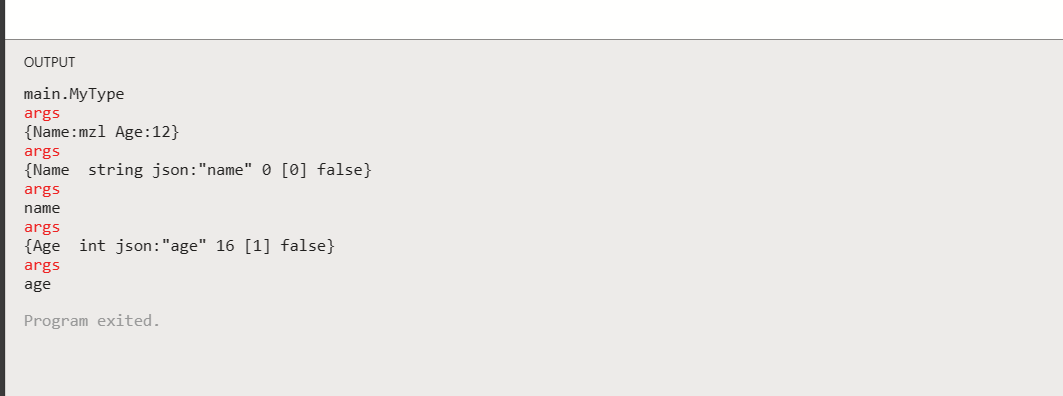 OUTPUT
main.MyType
args
{Name:mzl Age:12}
args
{Name  string json:"name" 0 [0] false}
args
name
args
{Age  int json:"age" 16 [1] false}
args
age
Program exited.